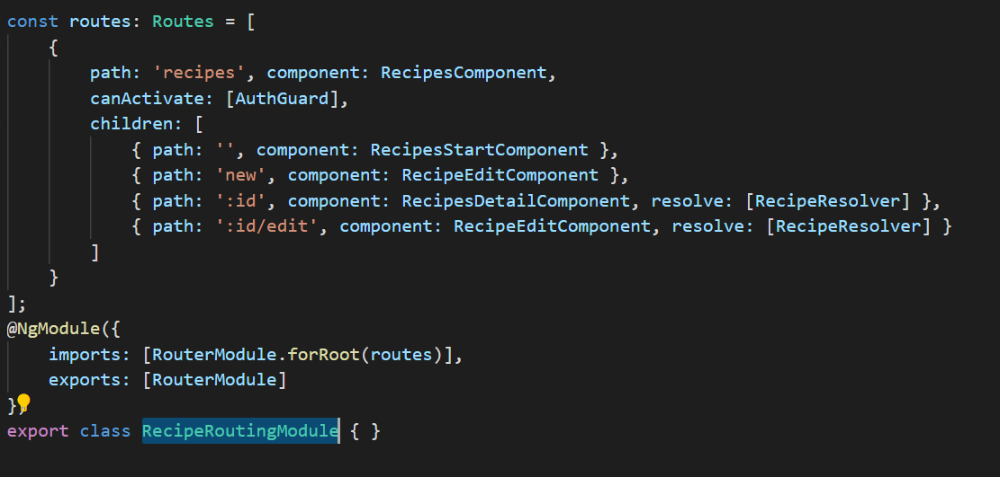 const routes: Routes = [
    {
        path: 'recipes', component: RecipesComponent,
        canActivate: [AuthGuard],
        children: [
            { path: '', component: RecipesStartComponent },
            { path: 'new', component: RecipeEditComponent },
            { path: ':id', component: RecipesDetailComponent, resolve: [RecipeResolver] },
            { path: ':id/edit', component: RecipeEditComponent, resolve: [RecipeResolver] }
        ]
    }
];
@NgModule({
    imports: [RouterModule.forRoot(routes)],
    exports: [RouterModule]
})
export class RecipeRoutingModule { }